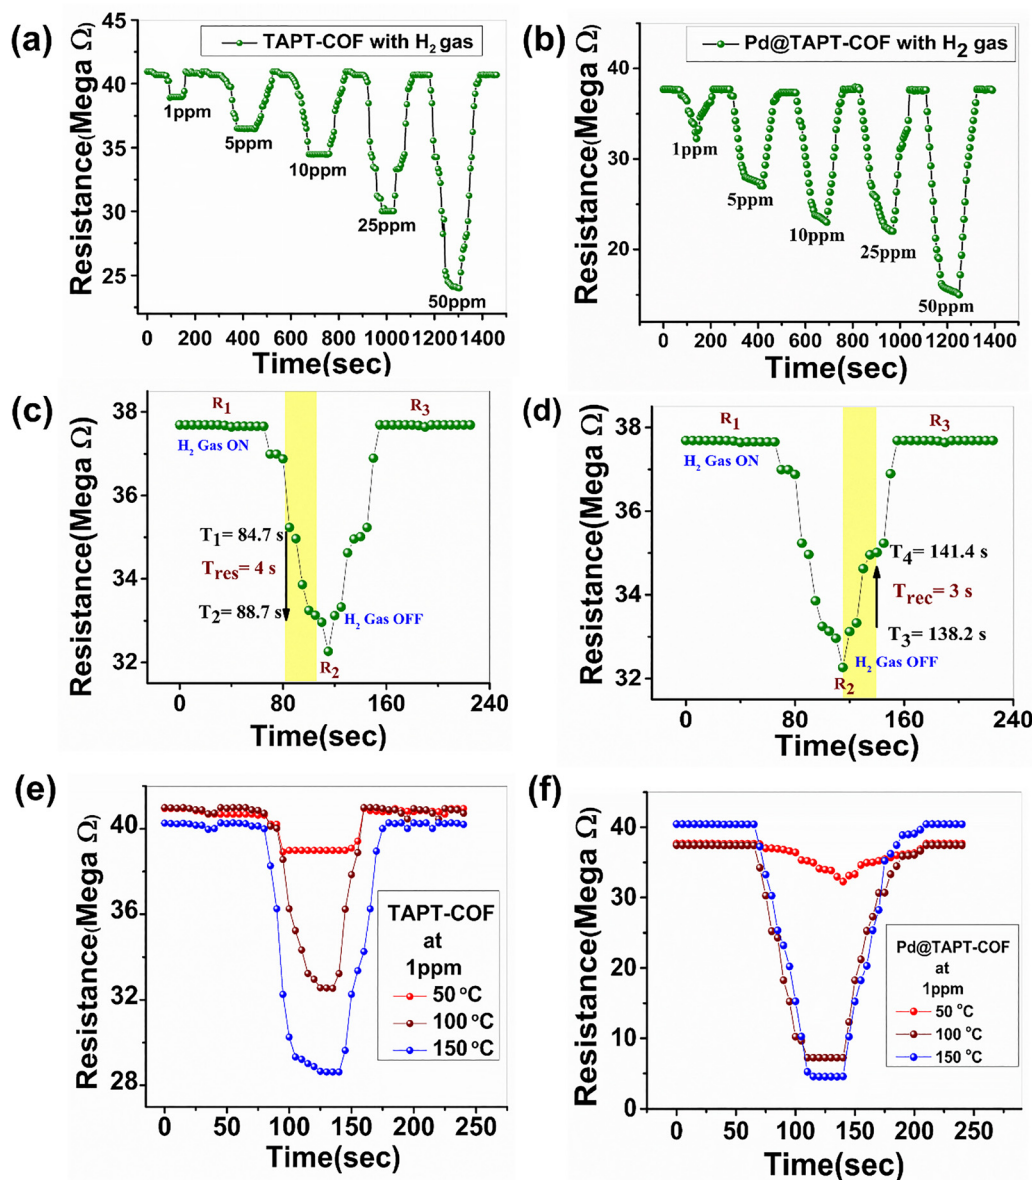 (a)
TAPT-COF with H2 gas
45
40
35
30
25
Resistance(Mega Ω)
1ppm
5ppm
10ppm
25ppm
50ppm
0 200 400 600 800 1000 1200 1400
Time(sec)
(b)
Pd@TAPT-COF with H2 gas
40
30
20
Resistance(Mega Ω)
1ppm
5ppm
10ppm
25ppm
50ppm
0 200 400 600 800 1000 1200 1400
Time(sec)
(c)
38
36
34
32
Resistance(Mega Ω)
R1
R3
H2 Gas ON
T1= 84.7 s
Tres= 4 s
T2= 88.7 s
H2 Gas OFF
R2
0 80 160 240
Time(sec)
(d)
38
36
34
32
Resistance(Mega Ω)
R1
R3
H2 Gas ON
T4= 141.4 s
Trec= 3 s
T3= 138.2 s
H2 Gas OFF
R2
0 80 160 240
Time(sec)
(e)
40
36
32
28
Resistance(Mega Ω)
TAPT-COF
at
1ppm
50 °C
100 °C
150 °C
0 50 100 150 200 250
Time(sec)
(f)
50
40
30
20
10
0
Resistance(Mega Ω)
Pd@TAPT-COF
at
1ppm
50 °C
100 °C
150 °C
0 50 100 150 200 250
Time(sec)